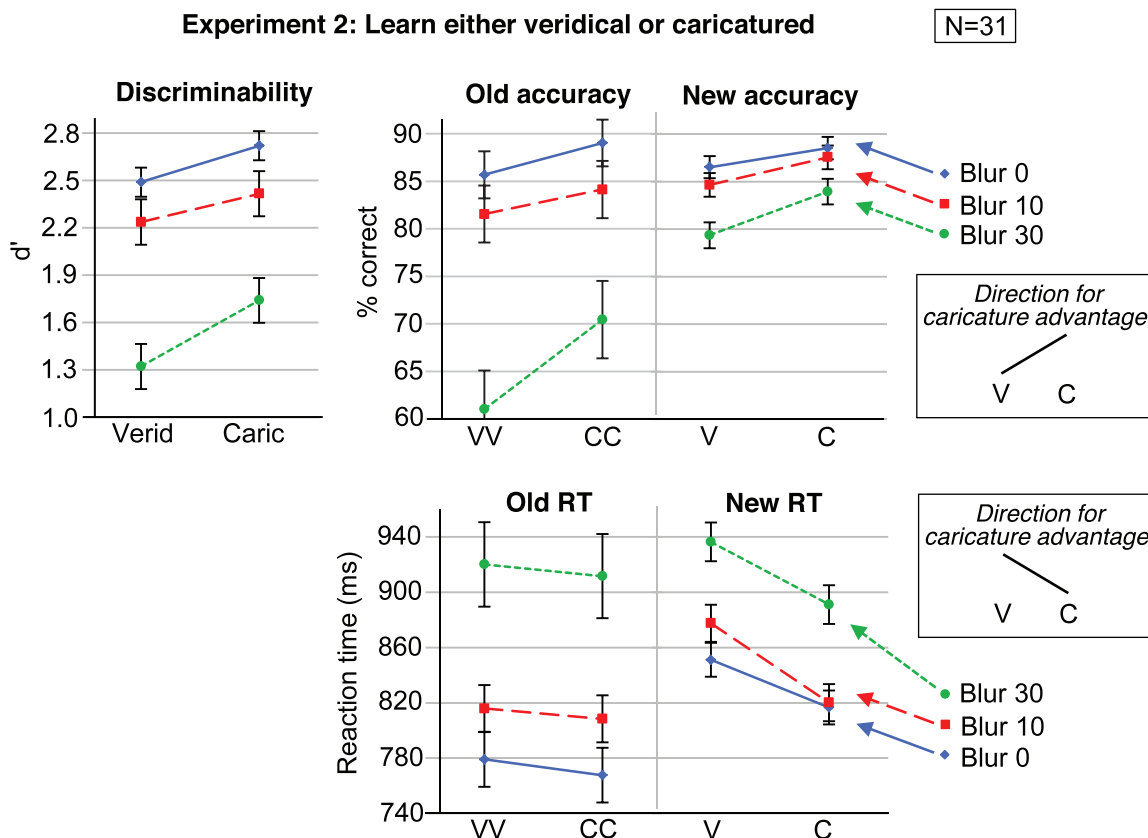 Experiment 2: Learn either veridical or caricatured
N=31
Discriminability
d'
2.8
2.5
2.2
1.9
1.6
1.3
1.0
Verid
Caric
Old accuracy
New accuracy
% correct
90
85
80
75
70
65
60
VV
CC
V
C
Blur 0
Blur 10
Blur 30
Direction for
caricature advantage
V
C
Old RT
New RT
Reaction time (ms)
940
900
860
820
780
740
VV
CC
V
C
Direction for
caricature advantage
V
C
Blur 30
Blur 10
Blur 0